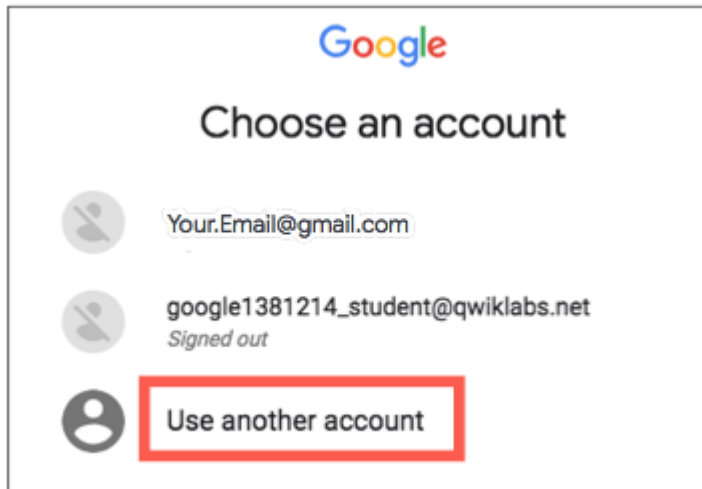 Google
Choose an account
Your.Email@gmail.com
google1381214_student@qwiklabs.net
Signed out
Use another account